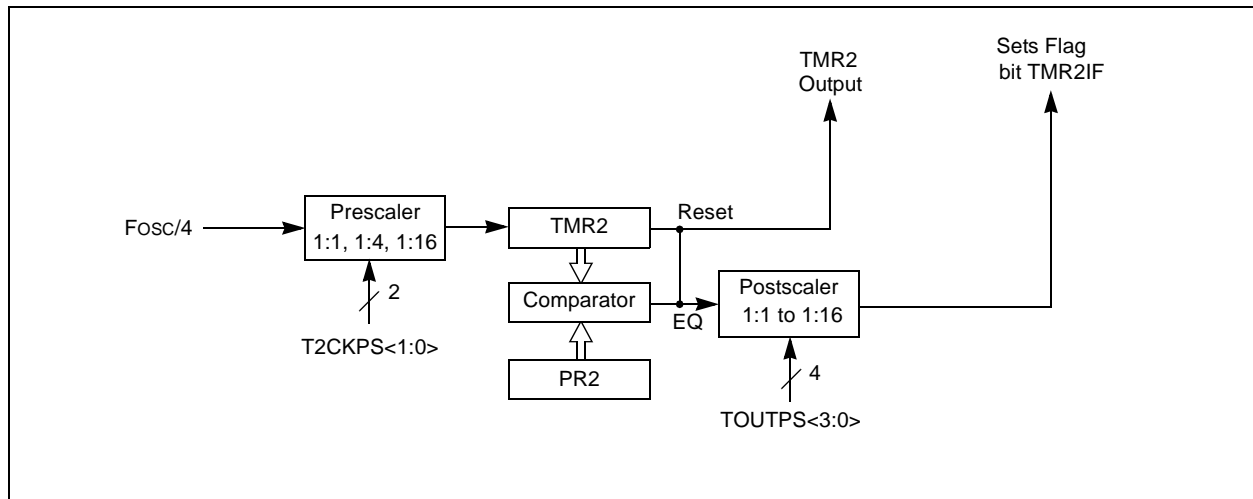 TMR2
Output
Sets Flag
bit TMR2IF
FOSC/4
Prescaler
1:1, 1:4, 1:16
2
T2CKPS<1:0>
TMR2
Reset
Comparator
EQ
PR2
Postscaler
1:1 to 1:16
4
TOUTPS<3:0>